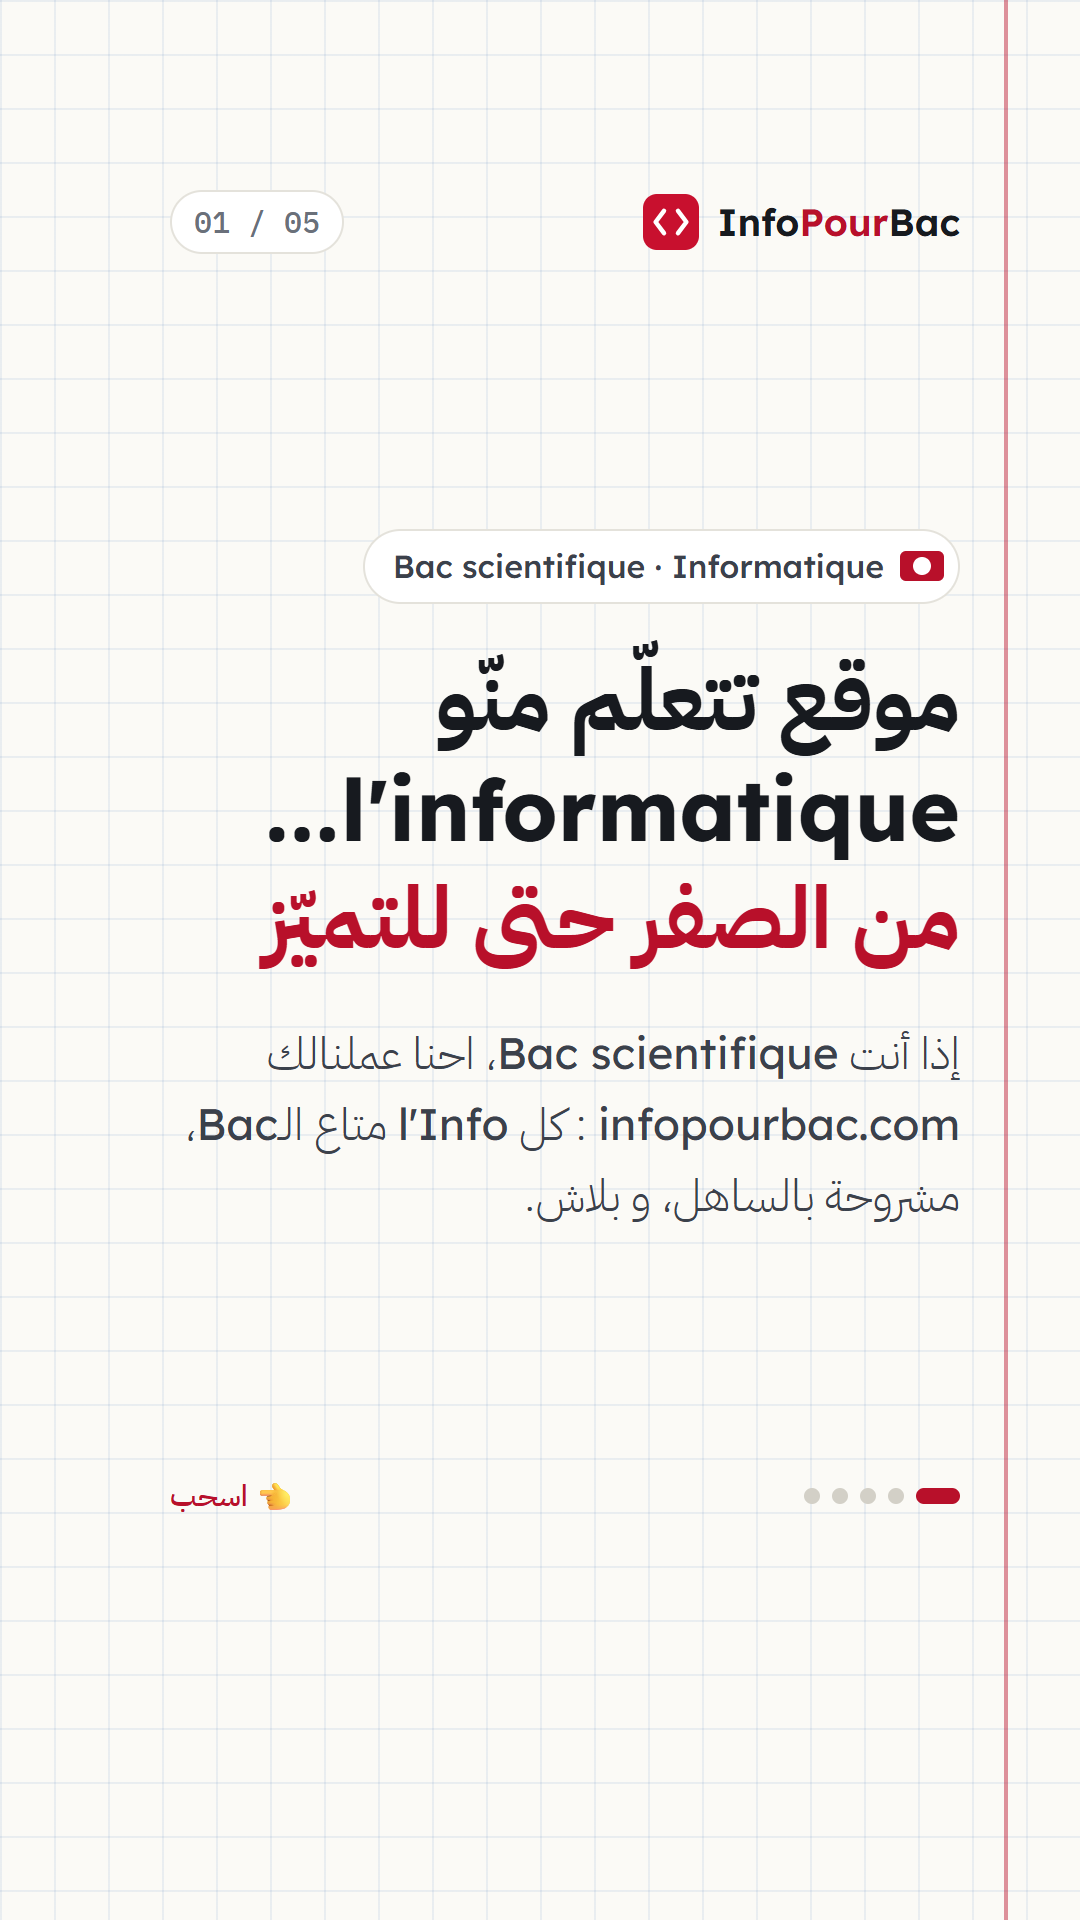 InfoPourBac
01 / 05
Bac scientifique · Informatique
موقع تتعلّم منّو
l'informatique...
من الصفر حتى للتميّز
إذا أنت Bac scientifique، احنا عملنالك
infopourbac.com : كل l'Info متاع الـBac،
مشروحة بالساهل، و بلاش.
👈 اسحب